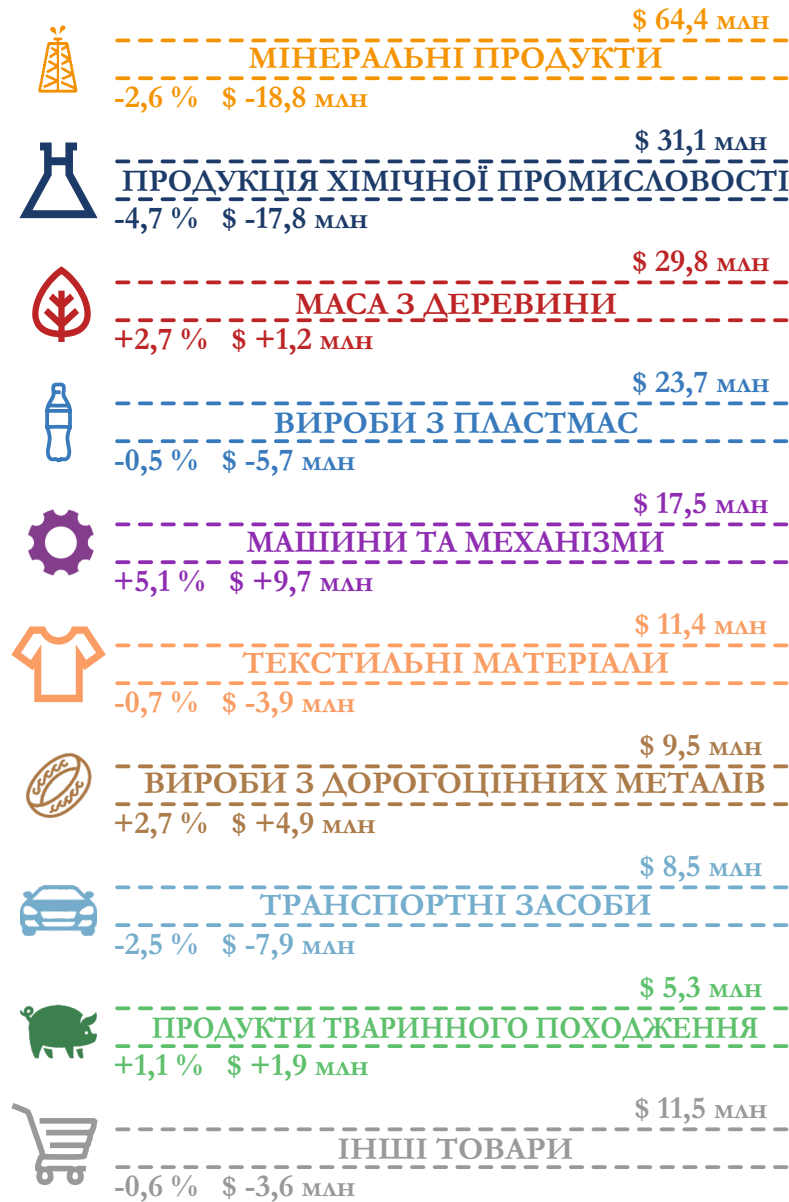 $ 64,4 млн
МІНЕРАЛЬНІ ПРОДУКТИ
-2,6 % $ -18,8 млн
$ 31,1 млн
ПРОДУКЦІЯ ХІМІЧНОЇ ПРОМИСЛОВОСТІ
-4,7 % $ -17,8 млн
$ 29,8 млн
МАСА З ДЕРЕВИНИ
+2,7 % $ +1,2 млн
$ 23,7 млн
ВИРОБИ З ПЛАСТМАС
-0,5 % $ -5,7 млн
$ 17,5 млн
МАШИНИ ТА МЕХАНІЗМИ
+5,1 % $ +9,7 млн
$ 11,4 млн
ТЕКСТИЛЬНІ МАТЕРІАЛИ
-0,7 % $ -3,9 млн
$ 9,5 млн
ВИРОБИ З ДОРОГОЦІННИХ МЕТАЛІВ
+2,7 % $ +4,9 млн
$ 8,5 млн
ТРАНСПОРТНІ ЗАСОБИ
-2,5 % $ -7,9 млн
$ 5,3 млн
ПРОДУКТИ ТВАРИННОГО ПОХОДЖЕННЯ
+1,1 % $ +1,9 млн
$ 11,5 млн
ІНШІ ТОВАРИ
-0,6 % $ -3,6 млн